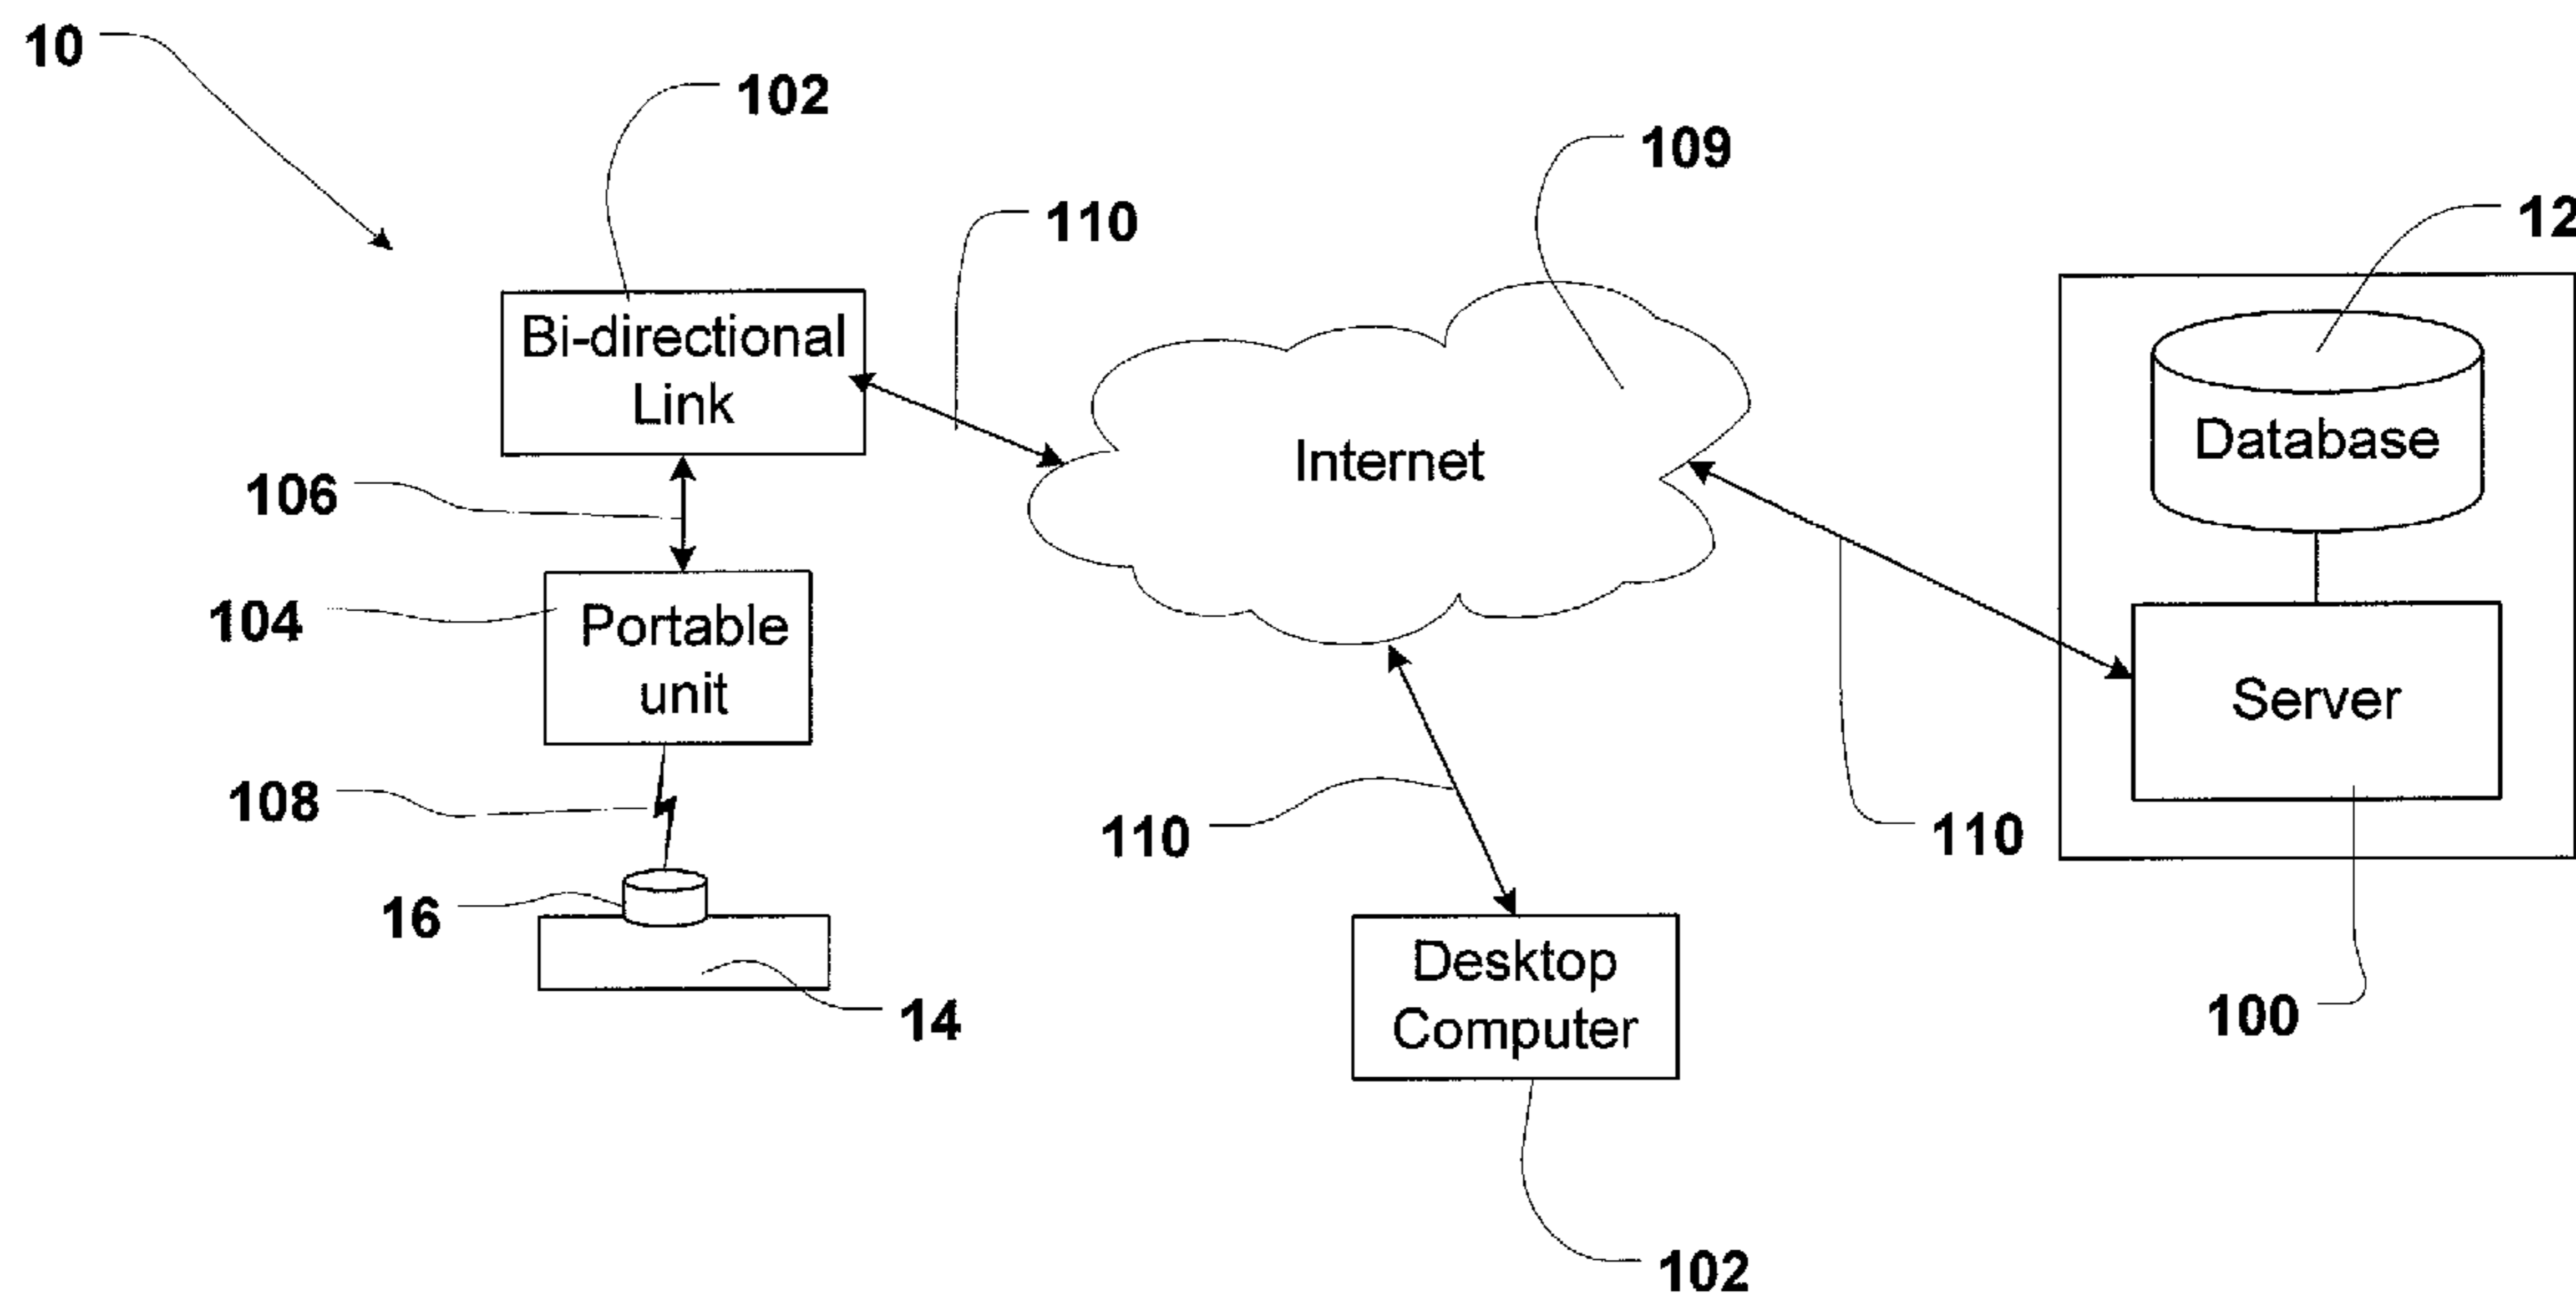 10
102
109
110
12
Bi-directional
Link
Internet
Database
106
104
Portable
unit
Server
108
110
110
16
14
Desktop
Computer
100
102